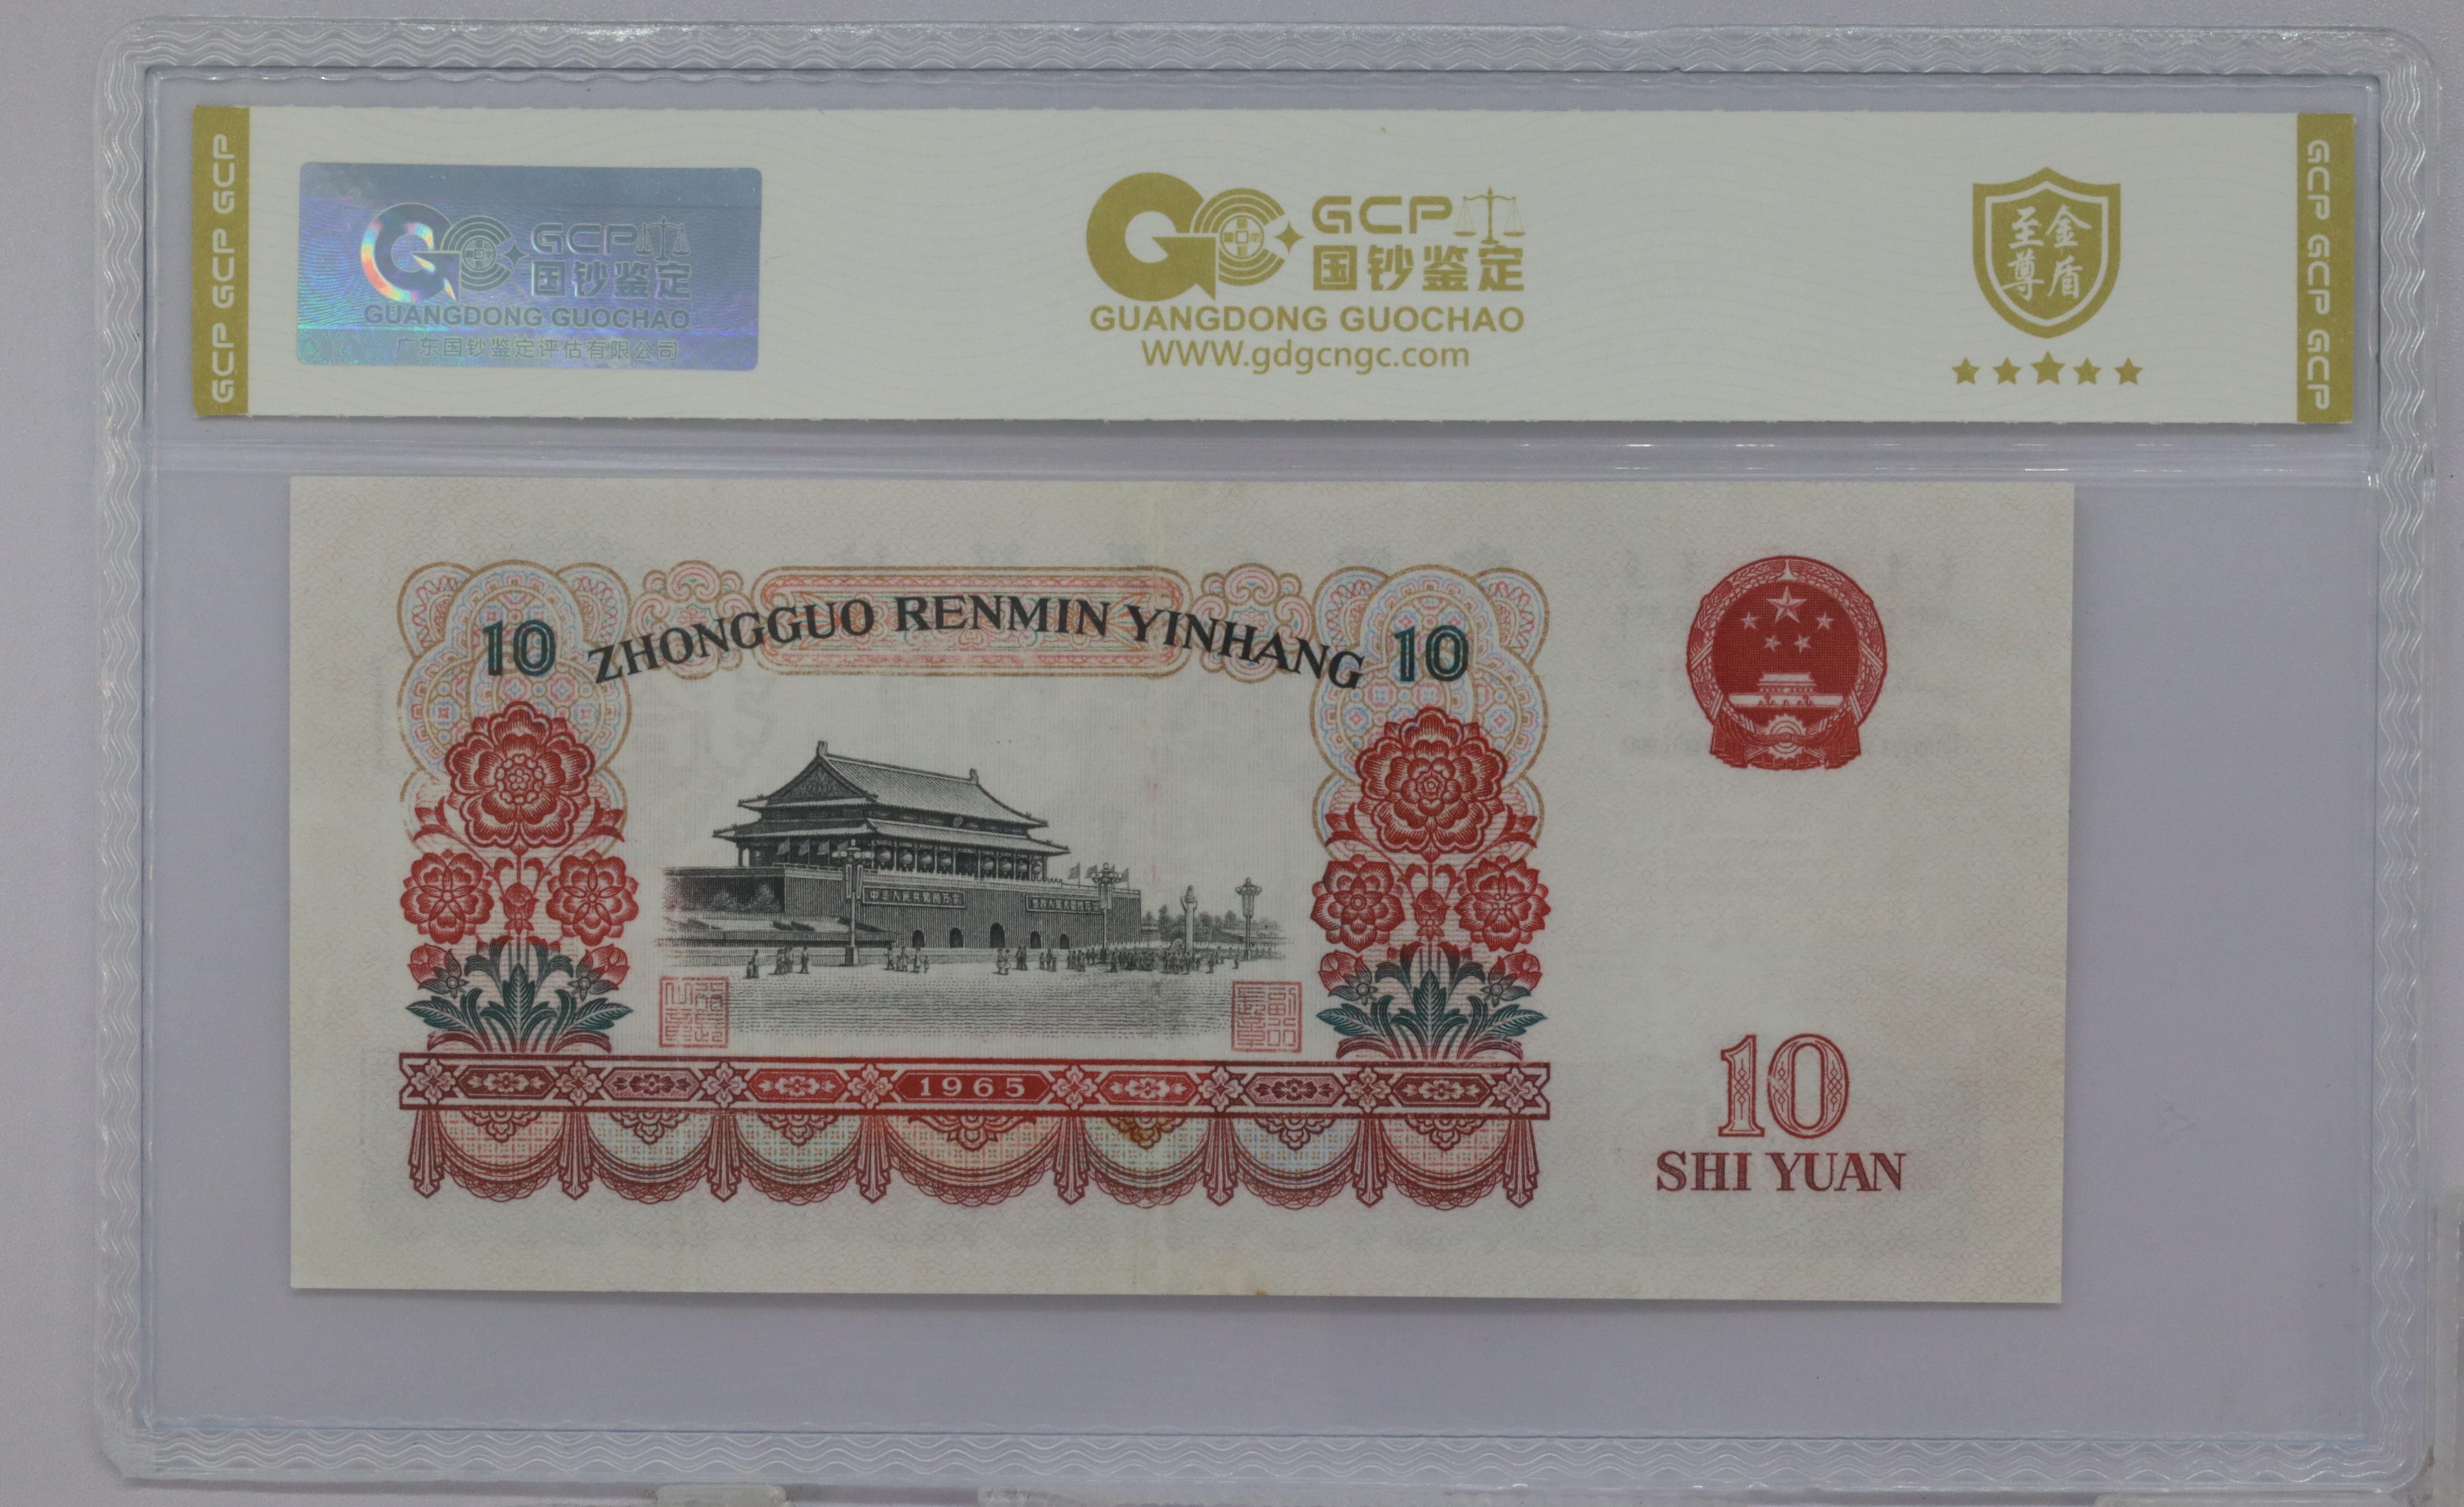 GCP GCP GCP
GCP
国钞鉴定
GUANGDONG GUOCHAO
广东国钞鉴定评估有限公司
GCP
国钞鉴定
GUANGDONG GUOCHAO
WWW.gdgcngc.com
至尊
金盾
GCP GCP GCP
10 ZHONGGUO RENMIN YINHANG 10
1965
10
SHI YUAN